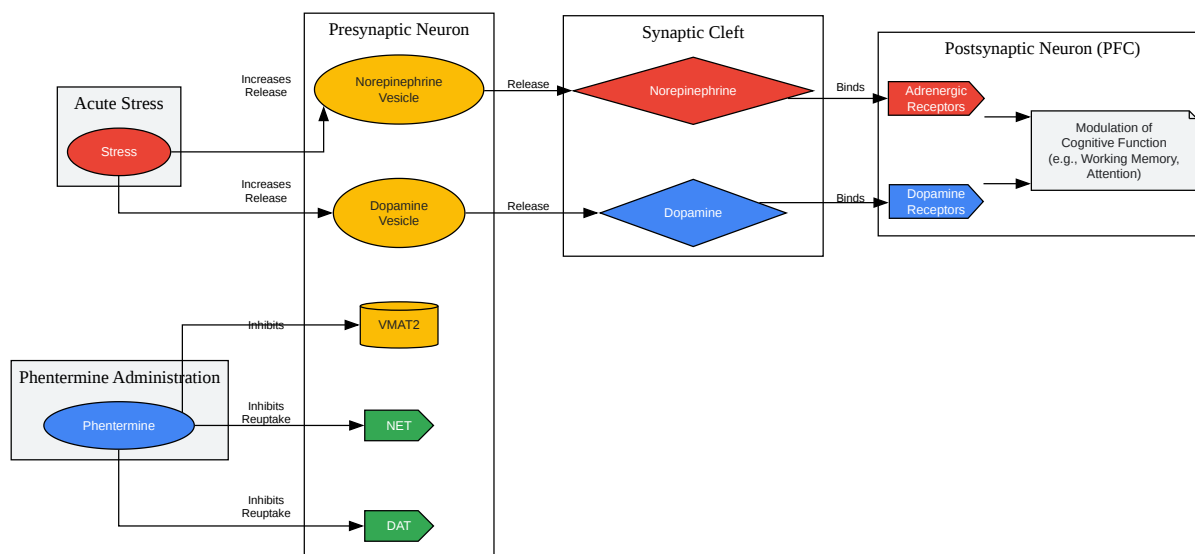 Presynaptic Neuron
Synaptic Cleft
Postsynaptic Neuron (PFC)
Acute Stress
Stress
Increases
Release
Norepinephrine
Vesicle
Release
Norepinephrine
Binds
Adrenergic
Receptors
Modulation of
Cognitive Function
(e.g., Working Memory,
Attention)
Increases
Release
Dopamine
Vesicle
Release
Dopamine
Binds
Dopamine
Receptors
Inhibits
VMAT2
Phentermine Administration
Phentermine
Inhibits
Reuptake
NET
Inhibits
Reuptake
DAT